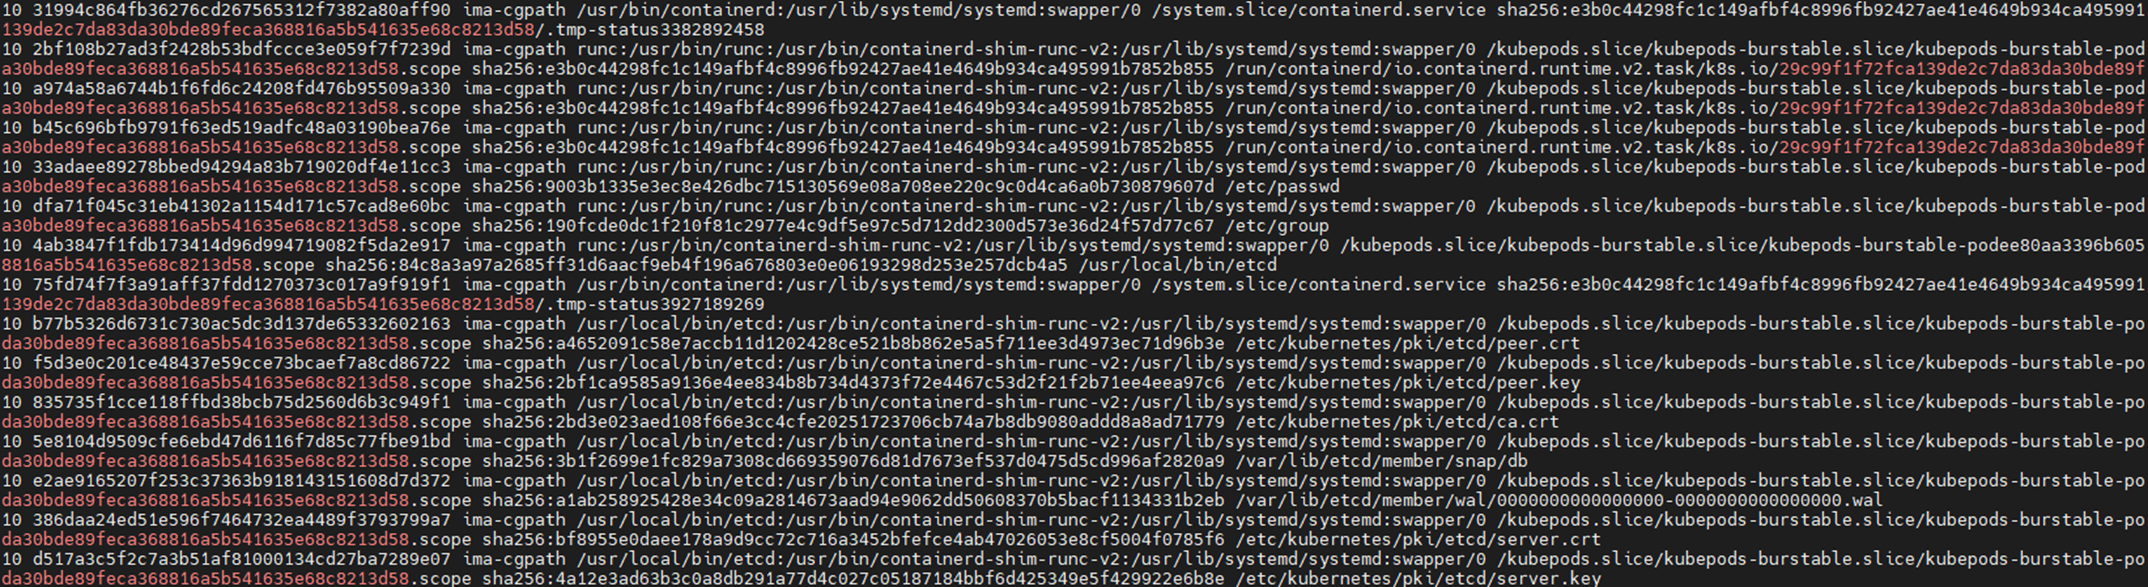 10 31994c864fb36276cd267565312f7382a80aff90 ima-cgpath /usr/bin/containerd:/usr/lib/systemd/systemd:swapper/0 /system.slice/containerd.service sha256:e3b0c44298fc1c149afbf4c8996fb92427ae41e4649b934ca495991
139de2c7da83da30bde89feca368816a5b541635e68c8213d58/.tmp-status3382892458
10 2bf108b27ad3f2428b53bdfccce3e059f7f7239d ima-cgpath runc:/usr/bin/runc:/usr/bin/containerd-shim-runc-v2:/usr/lib/systemd/systemd:swapper/0 /kubepods.slice/kubepods-burstable.slice/kubepods-burstable-pod
a30bde89feca368816a5b541635e68c8213d58.scope sha256:e3b0c44298fc1c149afbf4c8996fb92427ae41e4649b934ca495991b7852b855 /run/containerd/io.containerd.runtime.v2.task/k8s.io/29c99f1f72fca139de2c7da83da30bde89f
10 a974a58a6744b1f6fd6c24208fd476b95509a330 ima-cgpath runc:/usr/bin/runc:/usr/bin/containerd-shim-runc-v2:/usr/lib/systemd/systemd:swapper/0 /kubepods.slice/kubepods-burstable.slice/kubepods-burstable-pod
a30bde89feca368816a5b541635e68c8213d58.scope sha256:e3b0c44298fc1c149afbf4c8996fb92427ae41e4649b934ca495991b7852b855 /run/containerd/io.containerd.runtime.v2.task/k8s.io/29c99f1f72fca139de2c7da83da30bde89f
10 b45c696bfb9791f63ed519adfc48a03190bea76e ima-cgpath runc:/usr/bin/runc:/usr/bin/containerd-shim-runc-v2:/usr/lib/systemd/systemd:swapper/0 /kubepods.slice/kubepods-burstable.slice/kubepods-burstable-pod
a30bde89feca368816a5b541635e68c8213d58.scope sha256:e3b0c44298fc1c149afbf4c8996fb92427ae41e4649b934ca495991b7852b855 /run/containerd/io.containerd.runtime.v2.task/k8s.io/29c99f1f72fca139de2c7da83da30bde89f
10 33adaee89278bbed94294a83b719020df4e11cc3 ima-cgpath runc:/usr/bin/runc:/usr/bin/containerd-shim-runc-v2:/usr/lib/systemd/systemd:swapper/0 /kubepods.slice/kubepods-burstable.slice/kubepods-burstable-pod
a30bde89feca368816a5b541635e68c8213d58.scope sha256:9003b1335e3ec8e426dbc715130569e08a708ee220c9c0d4ca6a0b730879607d /etc/passwd
10 dfa71f045c31eb41302a1154d171c57cad8e60bc ima-cgpath runc:/usr/bin/runc:/usr/bin/containerd-shim-runc-v2:/usr/lib/systemd/systemd:swapper/0 /kubepods.slice/kubepods-burstable.slice/kubepods-burstable-pod
a30bde89feca368816a5b541635e68c8213d58.scope sha256:190fcde0dc1f210f81c2977e4c9df5e97c5d712dd2300d573e36d24f57d77c67 /etc/group
10 4ab3847f1fdb173414d96d994719082f5da2e917 ima-cgpath runc:/usr/bin/containerd-shim-runc-v2:/usr/lib/systemd/systemd:swapper/0 /kubepods.slice/kubepods-burstable.slice/kubepods-burstable-podee80aa3396b605
8816a5b541635e68c8213d58.scope sha256:84c8a3a97a2685ff31d6aacf9eb4f196a676803e0e06193298d253e257dcb4a5 /usr/local/bin/etcd
10 75fd74f7f3a91aff37fdd1270373c017a9f919f1 ima-cgpath /usr/bin/containerd:/usr/lib/systemd/systemd:swapper/0 /system.slice/containerd.service sha256:e3b0c44298fc1c149afbf4c8996fb92427ae41e4649b934ca495991
139de2c7da83da30bde89feca368816a5b541635e68c8213d58/.tmp-status3927189269
10 b77b5326d6731c730ac5dc3d137de65332602163 ima-cgpath /usr/local/bin/etcd:/usr/bin/containerd-shim-runc-v2:/usr/lib/systemd/systemd:swapper/0 /kubepods.slice/kubepods-burstable.slice/kubepods-burstable-po
da30bde89feca368816a5b541635e68c8213d58.scope sha256:a4652091c58e7accb11d1202428ce521b8b862e5a5f711ee3d4973ec71d96b3e /etc/kubernetes/pki/etcd/peer.crt
10 f5d3e0c201ce48437e59cce73bcaef7a8cd86722 ima-cgpath /usr/local/bin/etcd:/usr/bin/containerd-shim-runc-v2:/usr/lib/systemd/systemd:swapper/0 /kubepods.slice/kubepods-burstable.slice/kubepods-burstable-po
da30bde89feca368816a5b541635e68c8213d58.scope sha256:2bf1ca9585a9136e4ee834b8b734d4373f72e4467c53d2f21f2b71ee4eea97c6 /etc/kubernetes/pki/etcd/peer.key
10 835735f1cce118ffbd38bcb75d2560d6b3c949f1 ima-cgpath /usr/local/bin/etcd:/usr/bin/containerd-shim-runc-v2:/usr/lib/systemd/systemd:swapper/0 /kubepods.slice/kubepods-burstable.slice/kubepods-burstable-po
da30bde89feca368816a5b541635e68c8213d58.scope sha256:2bd3e023aed108f66e3cc4cfe20251723706cb74a7b8db9080addd8a8ad71779 /etc/kubernetes/pki/etcd/ca.crt
10 5e8104d9509cfe6ebd47d6116f7d85c77fbe91bd ima-cgpath /usr/local/bin/etcd:/usr/bin/containerd-shim-runc-v2:/usr/lib/systemd/systemd:swapper/0 /kubepods.slice/kubepods-burstable.slice/kubepods-burstable-po
da30bde89feca368816a5b541635e68c8213d58.scope sha256:3b1f2699e1fc829a7308cd669359076d81d7673ef537d0475d5cd996af2820a9 /var/lib/etcd/member/snap/db
10 e2ae9165207f253c37363b918143151608d7d372 ima-cgpath /usr/local/bin/etcd:/usr/bin/containerd-shim-runc-v2:/usr/lib/systemd/systemd:swapper/0 /kubepods.slice/kubepods-burstable.slice/kubepods-burstable-po
da30bde89feca368816a5b541635e68c8213d58.scope sha256:a1ab258925428e34c09a2814673aad94e9062dd50608370b5bacf1134331b2eb /var/lib/etcd/member/wal/0000000000000000-0000000000000000.wal
10 386daa24ed51e596f7464732ea4489f3793799a7 ima-cgpath /usr/local/bin/etcd:/usr/bin/containerd-shim-runc-v2:/usr/lib/systemd/systemd:swapper/0 /kubepods.slice/kubepods-burstable.slice/kubepods-burstable-po
da30bde89feca368816a5b541635e68c8213d58.scope sha256:bf8955e0daee178a9d9cc72c716a3452bfefce4ab47026053e8cf5004f0785f6 /etc/kubernetes/pki/etcd/server.crt
10 d517a3c5f2c7a3b51af81000134cd27ba7289e07 ima-cgpath /usr/local/bin/etcd:/usr/bin/containerd-shim-runc-v2:/usr/lib/systemd/systemd:swapper/0 /kubepods.slice/kubepods-burstable.slice/kubepods-burstable-po
da30bde89feca368816a5b541635e68c8213d58.scope sha256:4a12e3ad63b3c0a8db291a77d4c027c05187184bbf6d425349e5f429922e6b8e /etc/kubernetes/pki/etcd/server.key